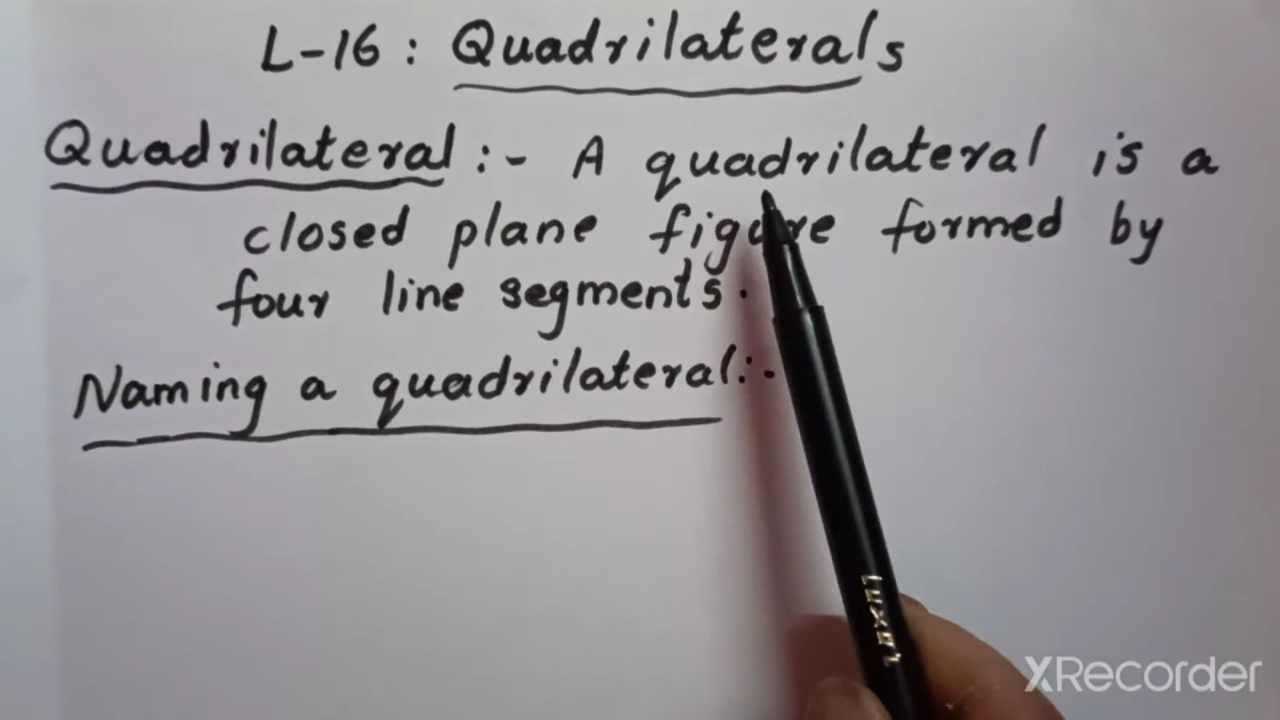 L-16 : Quadrilaterals
Quadrilateral :- A quadrilateral is a
closed plane figure formed by
four line segments.
Naming a quadrilateral:-
LUXOR
XRecorder